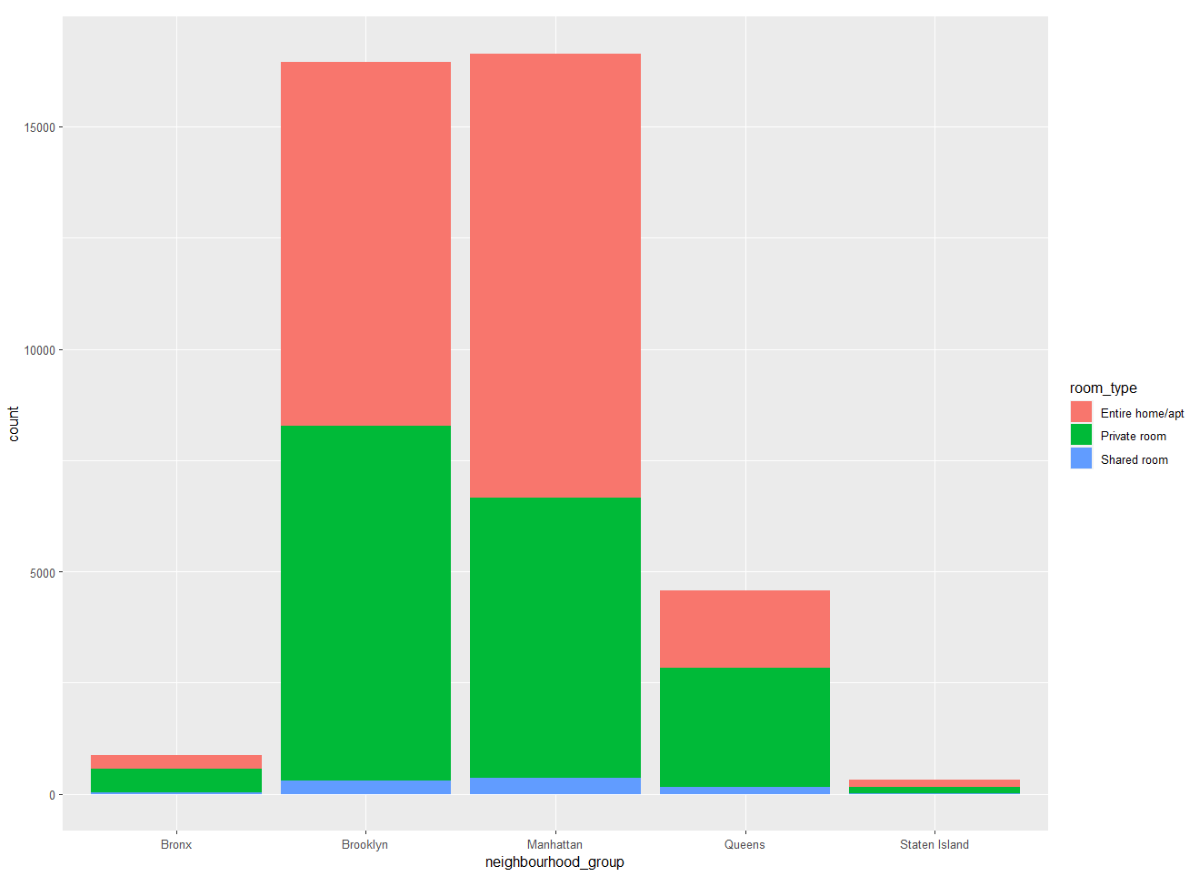 15000
10000
5000
0
count
Bronx
Brooklyn
Manhattan
Queens
Staten Island
neighbourhood_group
room_type
Entire home/apt
Private room
Shared room